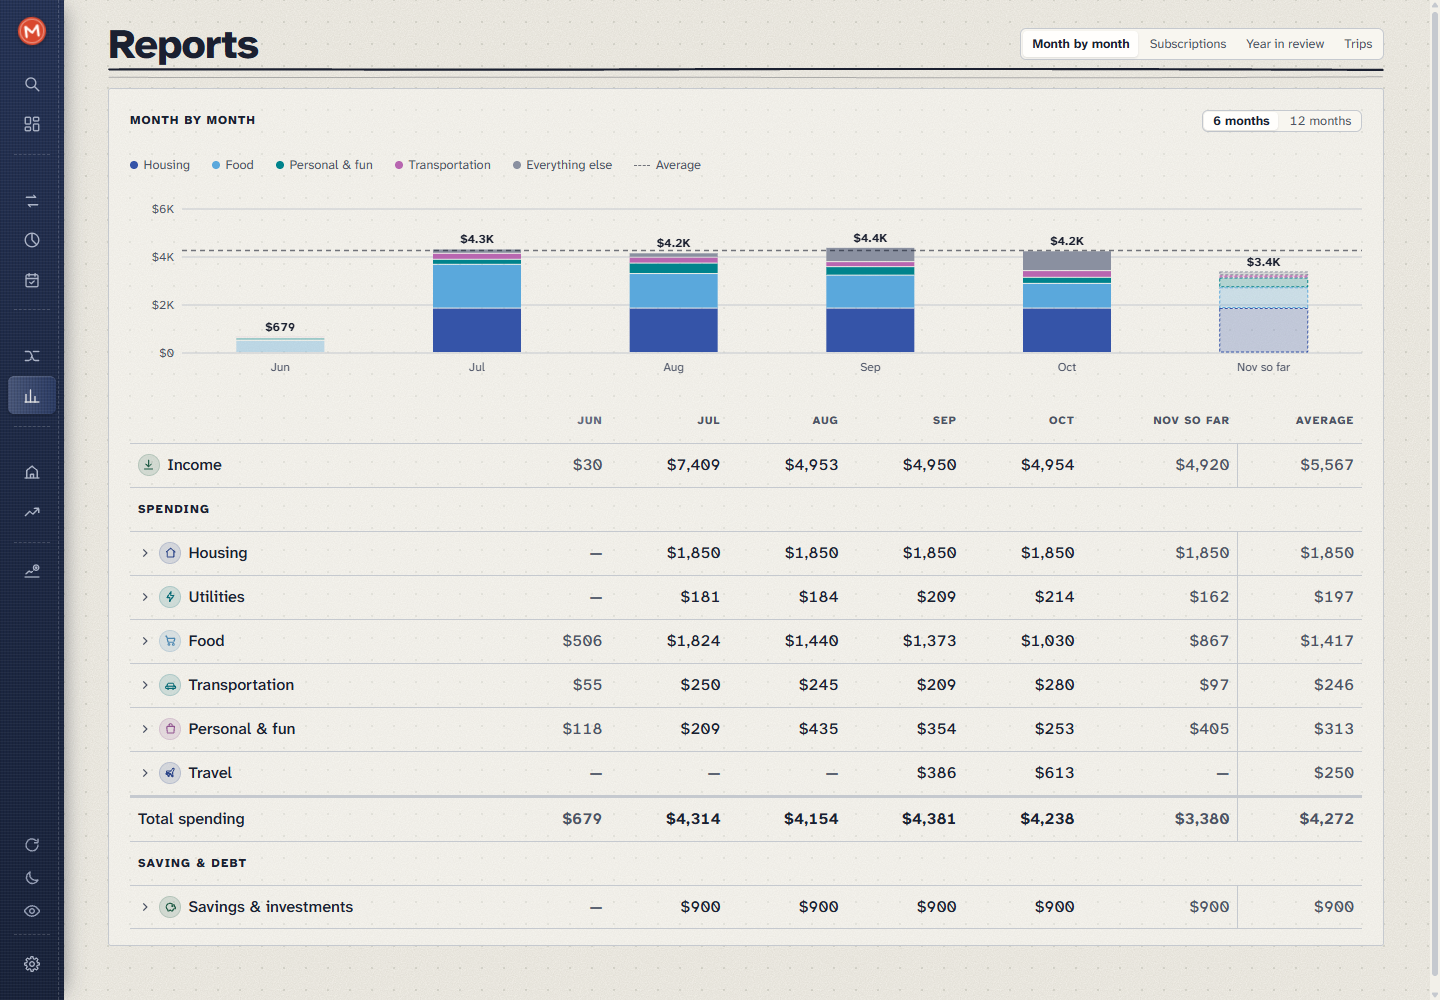 M
Reports
Month by month Subscriptions Year in review Trips
MONTH BY MONTH
6 months 12 months
Housing Food Personal & fun Transportation Everything else Average
$6K
$4K
$2K
$0
$679 $4.3K $4.2K $4.4K $4.2K $3.4K
Jun Jul Aug Sep Oct Nov so far
JUN JUL AUG SEP OCT NOV SO FAR AVERAGE
Income $30 $7,409 $4,953 $4,950 $4,954 $4,920 $5,567
SPENDING
Housing — $1,850 $1,850 $1,850 $1,850 $1,850 $1,850
Utilities — $181 $184 $209 $214 $162 $197
Food $506 $1,824 $1,440 $1,373 $1,030 $867 $1,417
Transportation $55 $250 $245 $209 $280 $97 $246
Personal & fun $118 $209 $435 $354 $253 $405 $313
Travel — — — $386 $613 — $250
Total spending $679 $4,314 $4,154 $4,381 $4,238 $3,380 $4,272
SAVING & DEBT
Savings & investments — $900 $900 $900 $900 $900 $900